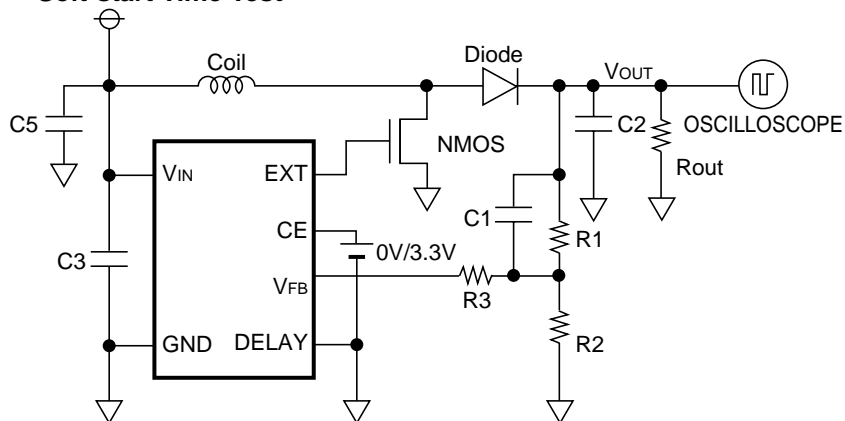 Soft-start Time Test
Coil
Diode
VOUT
C5
NMOS
C2
OSCILLOSCOPE
Rout
VIN
EXT
C1
CE
R1
C3
0V/3.3V
VFB
R3
GND
DELAY
R2